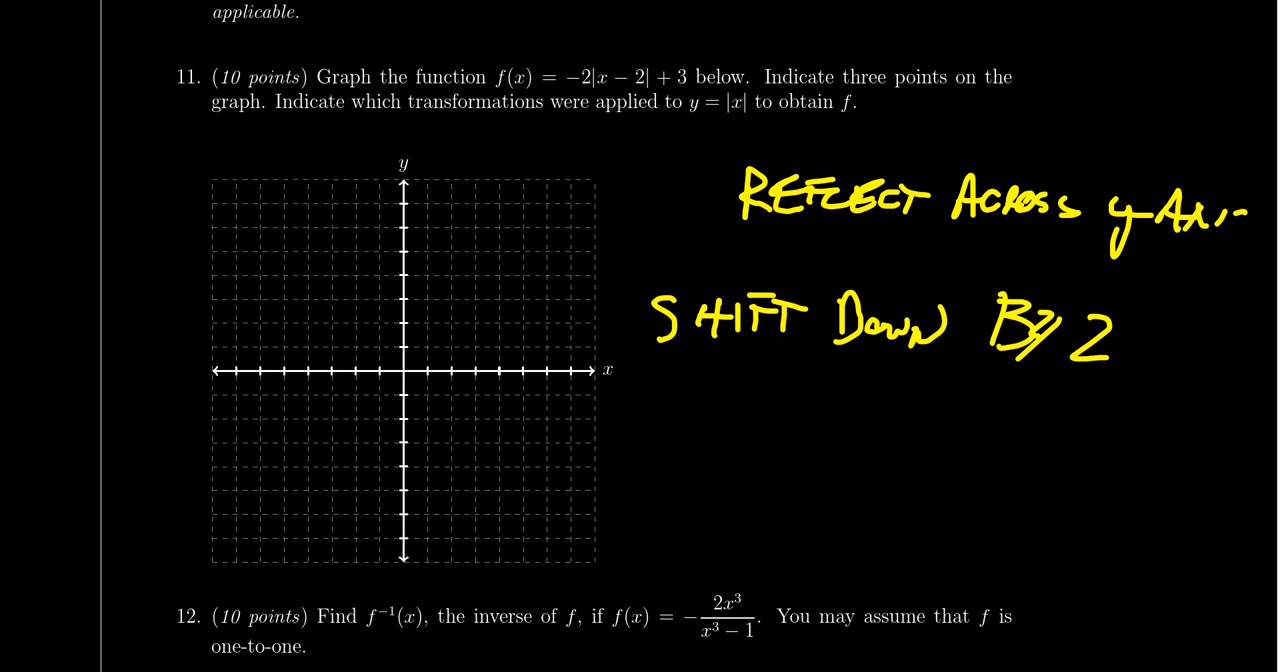 applicable.
11. (10 points) Graph the function f(x) = −2|x − 2| + 3 below. Indicate three points on the
graph. Indicate which transformations were applied to y = |x| to obtain f.
y
REFLECT ACROSS y-Axis
x
SHIFT DOWN By 2
12. (10 points) Find f⁻¹(x), the inverse of f, if f(x) = −2x³/(x³ − 1). You may assume that f is
one-to-one.